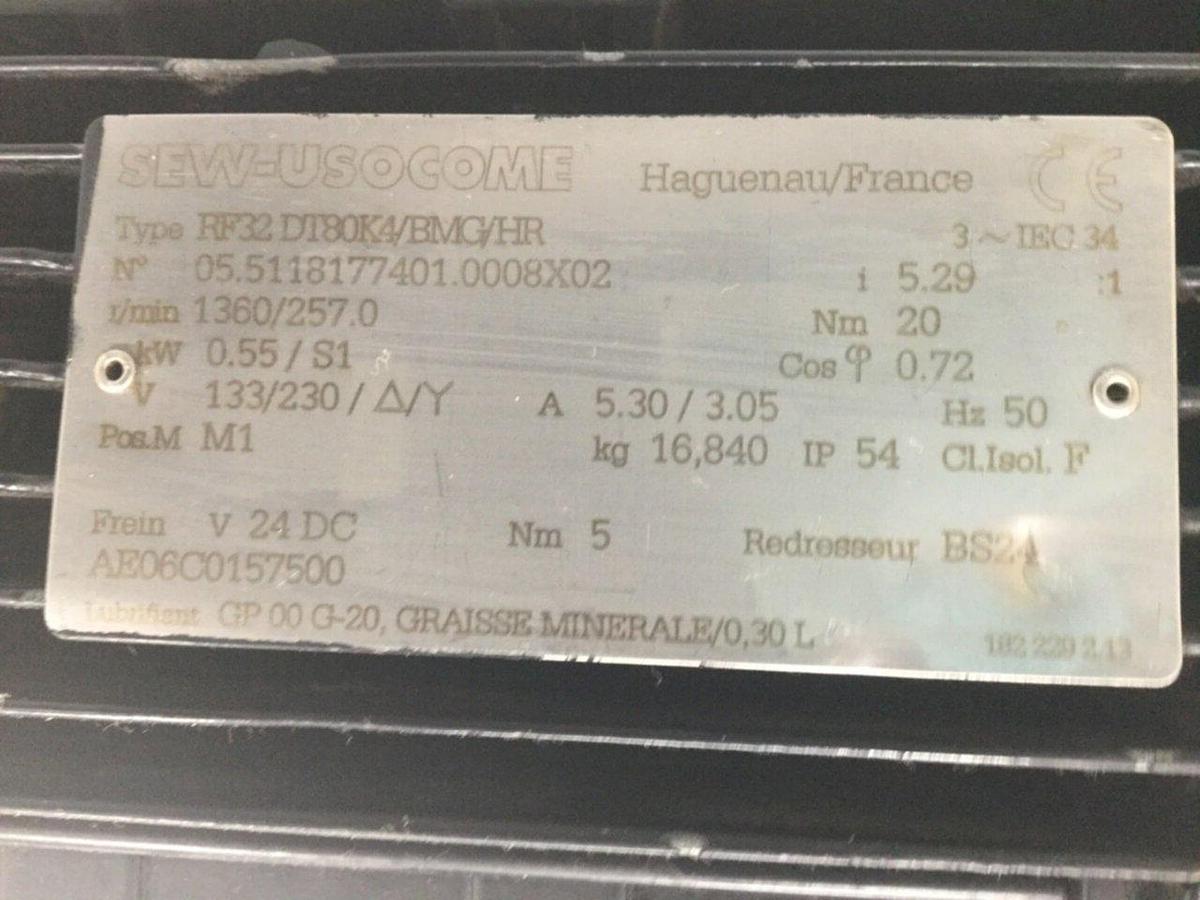 SEW-USOCOME Haguenau/France CE
Type RF32 DT80K4/BMG/HR 3 ~ IEC 34
N° 05.5118177401.0008X02 i 5.29 :1
r/min 1360/257.0 Nm 20
kW 0.55 / S1 Cos φ 0.72
V 133/230 / Δ/Y A 5.30 / 3.05 Hz 50
Pos.M M1 kg 16,840 IP 54 Cl.Isol. F
Frein V 24 DC Nm 5 Redresseur BS24
AE06C0157500
Lubrifiant GP 00 G-20, GRAISSE MINERALE/0,30 L 182 229 2.13